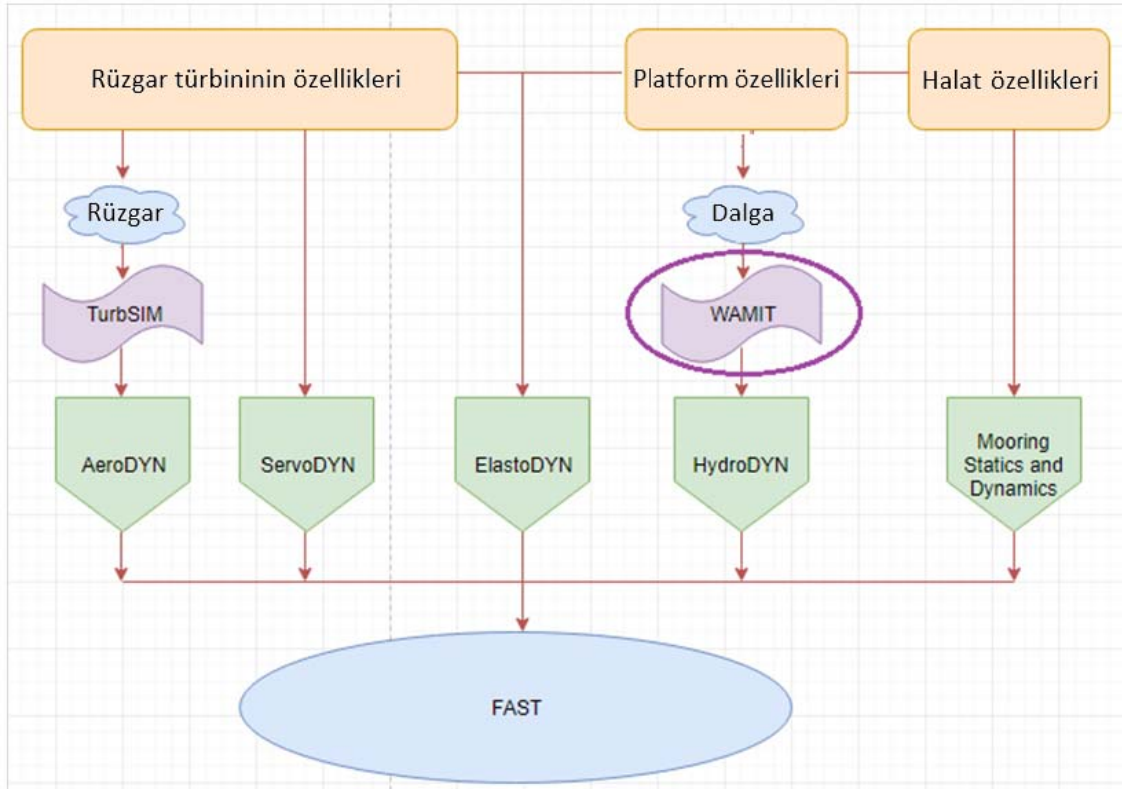 Rüzgar türbininin özellikleri
Platform özellikleri
Halat özellikleri
Rüzgar
Dalga
TurbSIM
WAMIT
AeroDYN
ServoDYN
ElastoDYN
HydroDYN
Mooring
Statics and
Dynamics
FAST